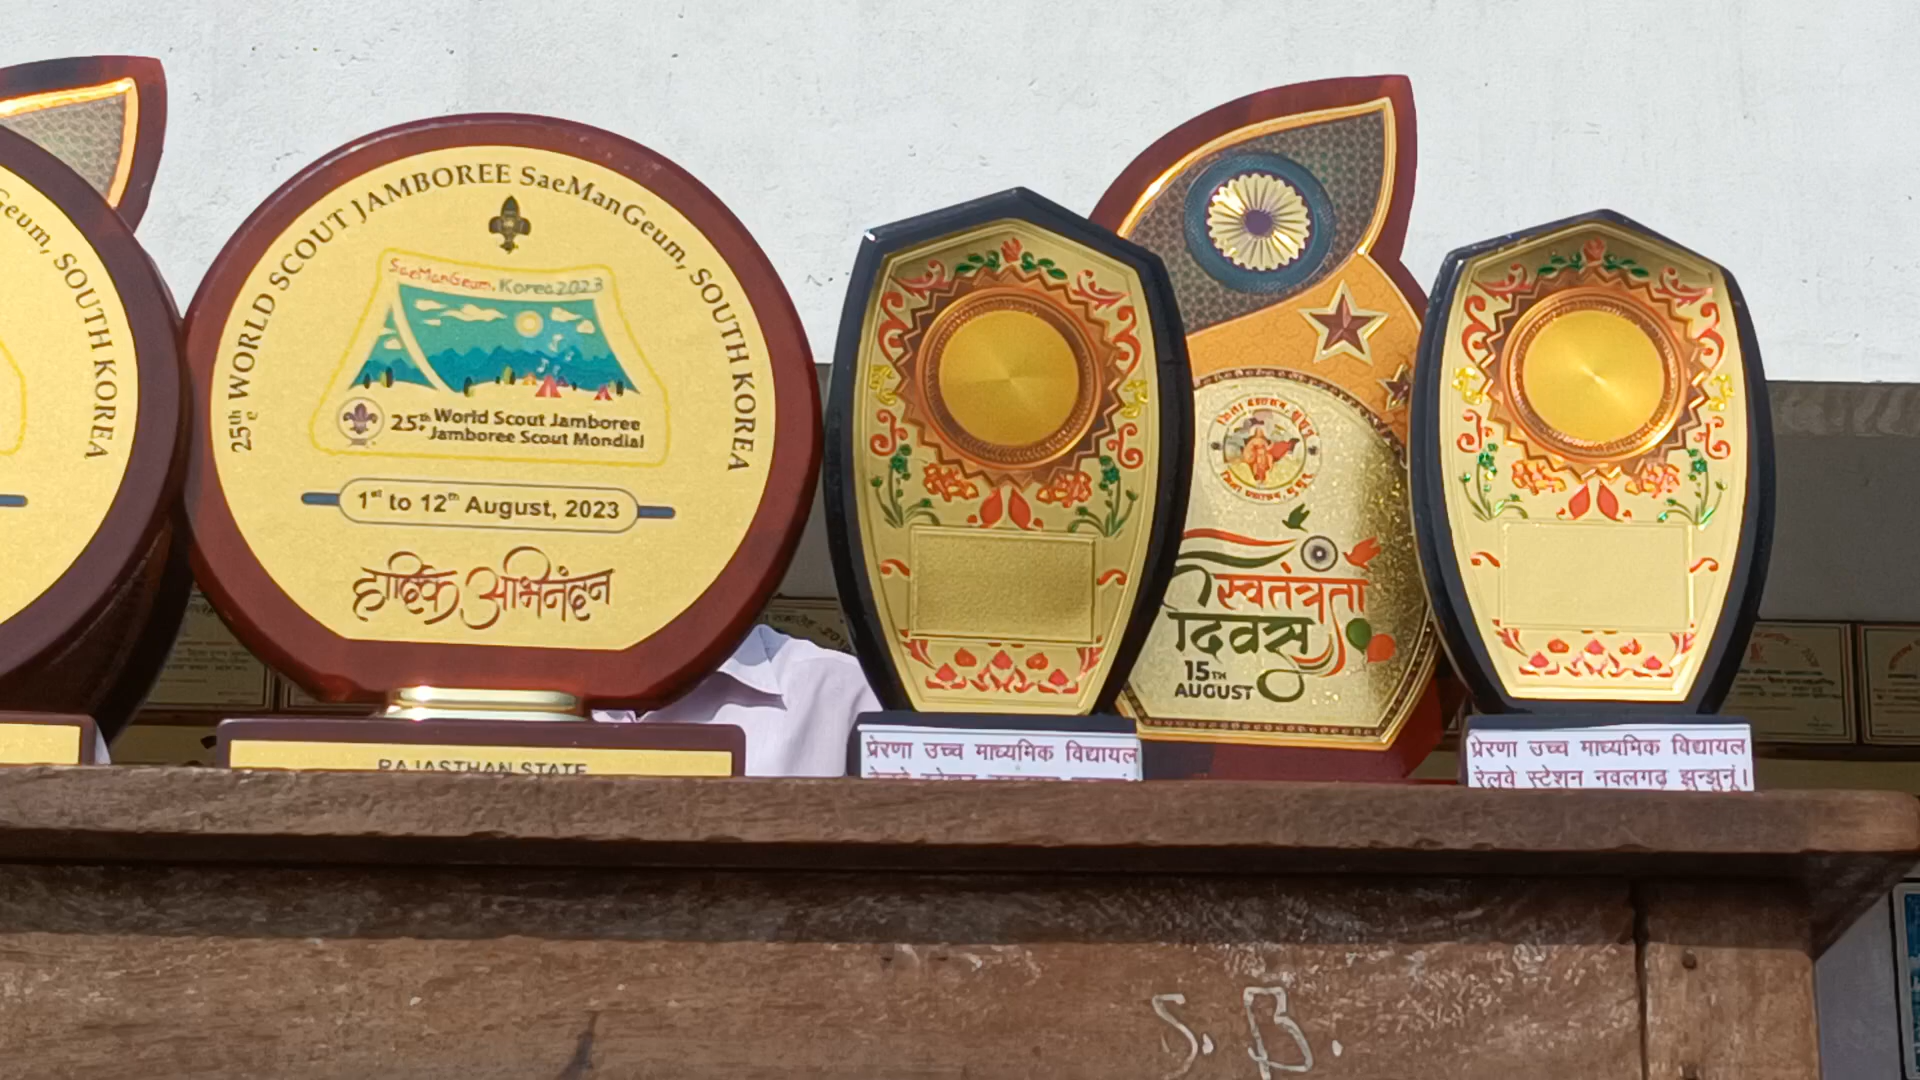 Geum, SOUTH KOREA
25th WORLD SCOUT JAMBOREE SaeManGeum, SOUTH KOREA
SaeManGeum, Korea 2023
25th World Scout Jamboree
25e Jamboree Scout Mondial
1st to 12th August, 2023
हार्दिक अभिनंदन
RAJASTHAN STATE
स्वतंत्रता
दिवस
15TH
AUGUST
प्रेरणा उच्च माध्यमिक विद्यायल
प्रेरणा उच्च माध्यमिक विद्यायल
रेलवे स्टेशन नवलगढ़ झुन्झुनूं।
S. B.